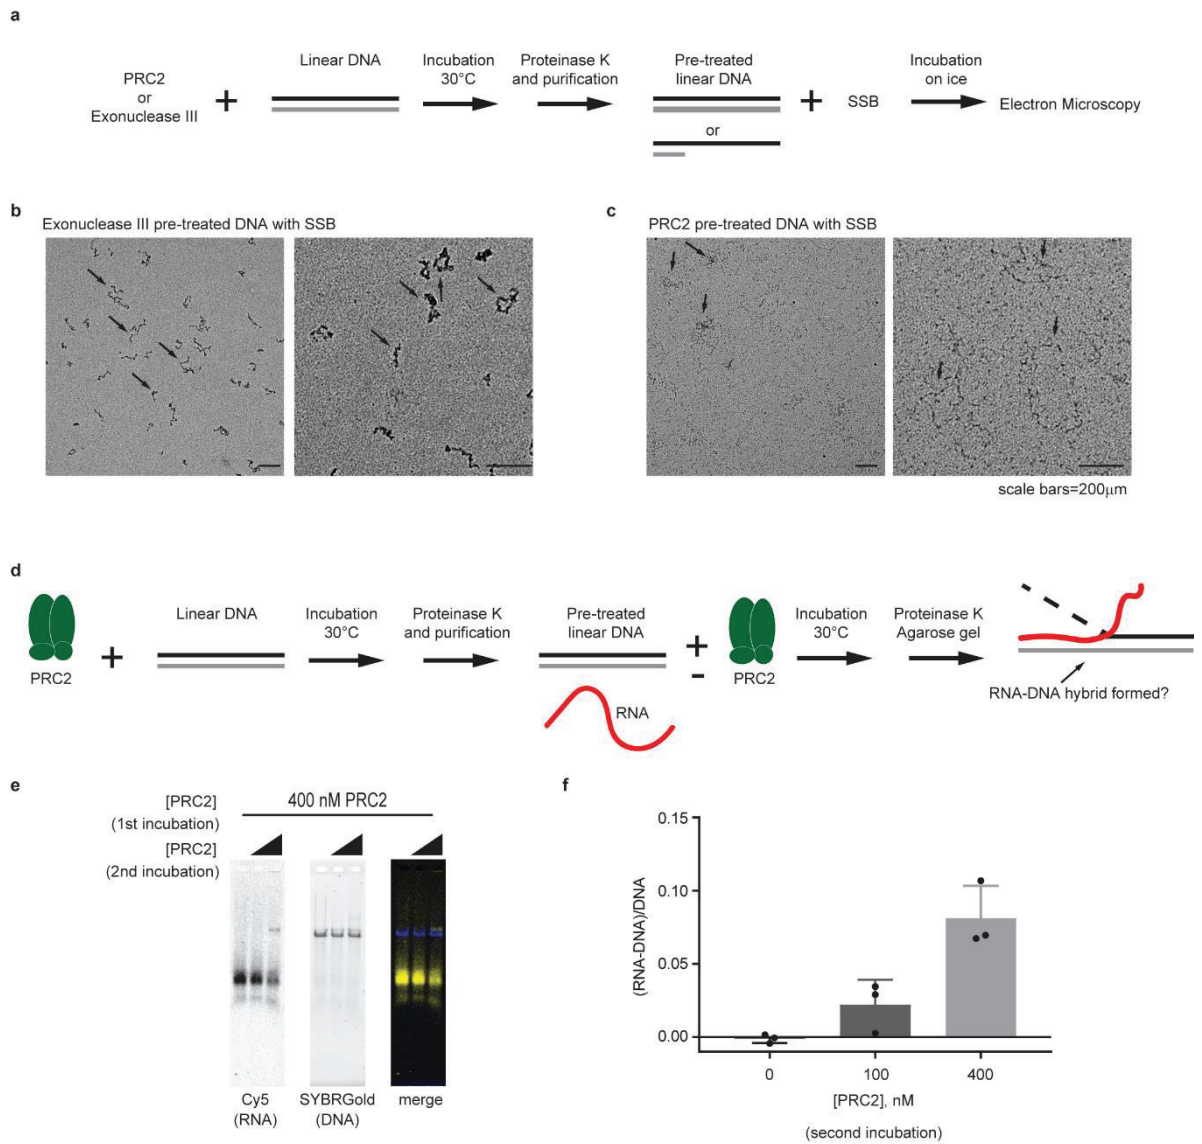 a
PRC2
or
Exonuclease III
+
Linear DNA
Incubation
30°C
Proteinase K
and purification
Pre-treated
linear DNA
or
+
SSB
Incubation
on ice
Electron Microscopy
b
Exonuclease III pre-treated DNA with SSB
c
PRC2 pre-treated DNA with SSB
scale bars=200μm
d
PRC2
+
Linear DNA
Incubation
30°C
Proteinase K
and purification
Pre-treated
linear DNA
RNA
+
-
PRC2
Incubation
30°C
Proteinase K
Agarose gel
RNA-DNA hybrid formed?
e
[PRC2]
(1st incubation)
400 nM PRC2
[PRC2]
(2nd incubation)
Cy5
(RNA)
SYBRGold
(DNA)
merge
f
(RNA-DNA)/DNA
0.15
0.10
0.05
0.00
0
100
400
[PRC2], nM
(second incubation)